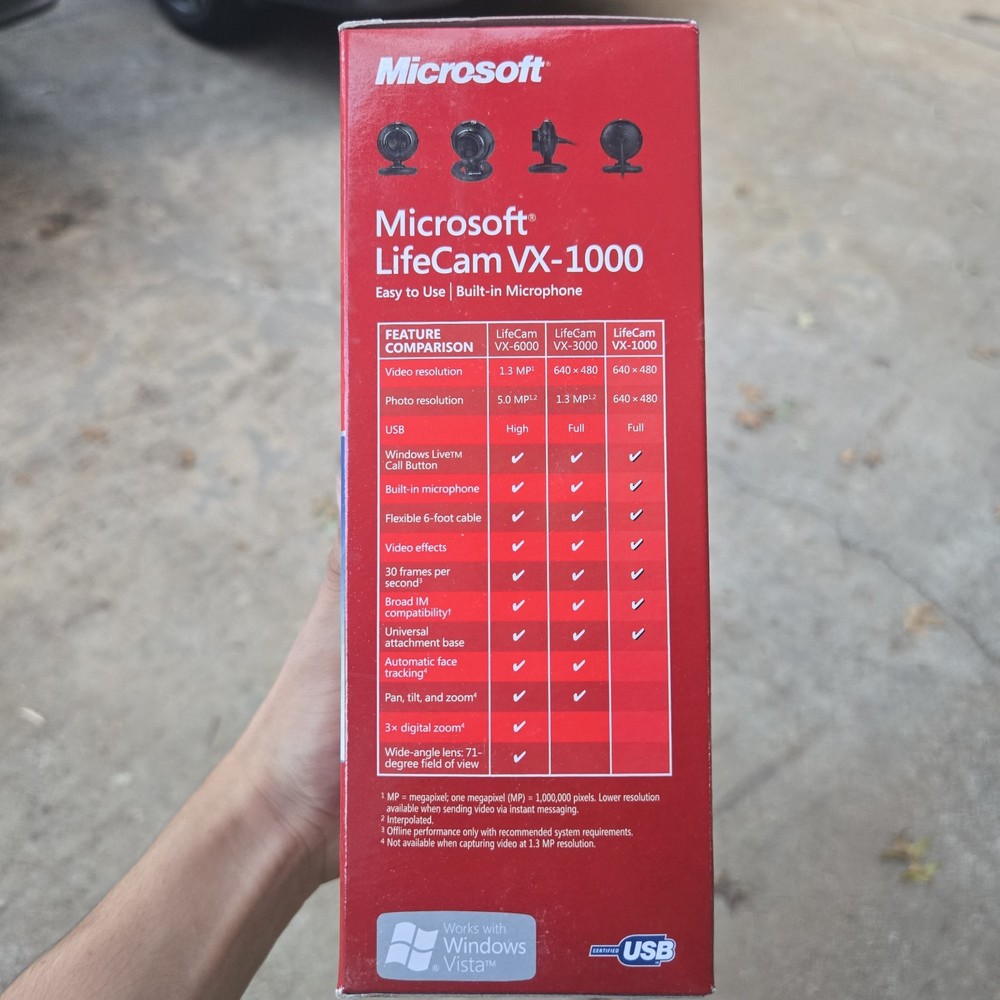 Microsoft®
Microsoft®
LifeCam VX-1000
Easy to Use | Built-in Microphone
FEATURE COMPARISON LifeCam VX-6000 LifeCam VX-3000 LifeCam VX-1000
Video resolution 1.3 MP¹ 640 × 480 640 × 480
Photo resolution 5.0 MP¹·² 1.3 MP¹·² 640 × 480
USB High Full Full
Windows Live™ Call Button ✔ ✔ ✔
Built-in microphone ✔ ✔ ✔
Flexible 6-foot cable ✔ ✔ ✔
Video effects ✔ ✔ ✔
30 frames per second³ ✔ ✔ ✔
Broad IM compatibility† ✔ ✔ ✔
Universal attachment base ✔ ✔ ✔
Automatic face tracking⁴ ✔ ✔
Pan, tilt, and zoom⁴ ✔ ✔
3× digital zoom⁴ ✔
Wide-angle lens: 71-degree field of view ✔
¹ MP = megapixel; one megapixel (MP) = 1,000,000 pixels. Lower resolution
available when sending video via instant messaging.
² Interpolated.
³ Offline performance only with recommended system requirements.
⁴ Not available when capturing video at 1.3 MP resolution.
Works with
Windows
Vista™
CERTIFIED USB™